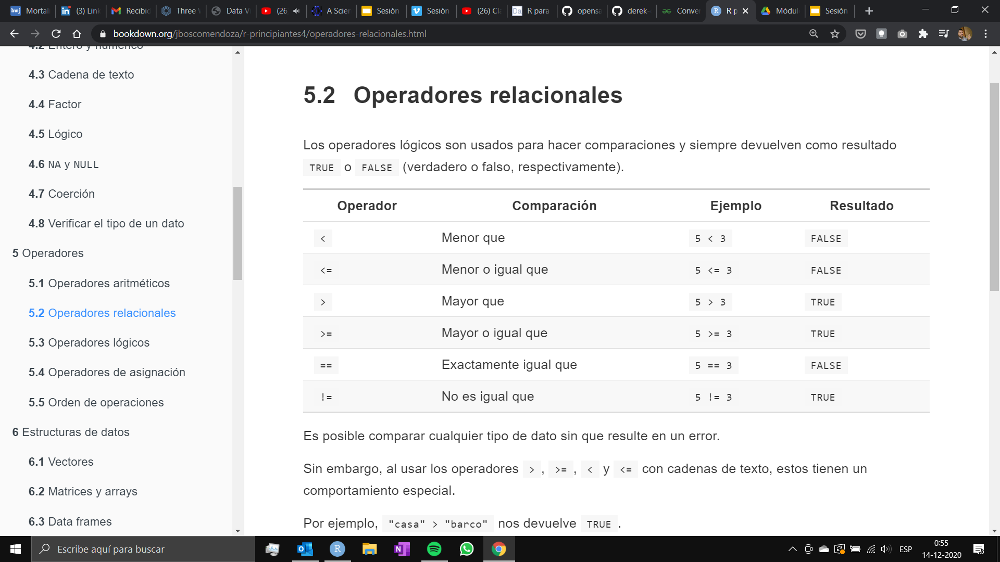 Mortali
(3) Link
Recibid
Three V
Data Vi
(26
A Scien
Sesión
Sesión
(26) Cl
R para
opensa
derek-
Conver
R p
Módul
Sesión
bookdown.org/jboscomendoza/r-principiantes4/operadores-relacionales.html
4.2 Entero y numérico
4.3 Cadena de texto
4.4 Factor
4.5 Lógico
4.6 NA y NULL
4.7 Coerción
4.8 Verificar el tipo de un dato
5 Operadores
5.1 Operadores aritméticos
5.2 Operadores relacionales
5.3 Operadores lógicos
5.4 Operadores de asignación
5.5 Orden de operaciones
6 Estructuras de datos
6.1 Vectores
6.2 Matrices y arrays
6.3 Data frames
5.2 Operadores relacionales
Los operadores lógicos son usados para hacer comparaciones y siempre devuelven como resultado
TRUE o FALSE (verdadero o falso, respectivamente).
Operador Comparación Ejemplo Resultado
< Menor que 5 < 3 FALSE
<= Menor o igual que 5 <= 3 FALSE
> Mayor que 5 > 3 TRUE
>= Mayor o igual que 5 >= 3 TRUE
== Exactamente igual que 5 == 3 FALSE
!= No es igual que 5 != 3 TRUE
Es posible comparar cualquier tipo de dato sin que resulte en un error.
Sin embargo, al usar los operadores >, >=, < y <= con cadenas de texto, estos tienen un
comportamiento especial.
Por ejemplo, "casa" > "barco" nos devuelve TRUE.
Escribe aquí para buscar
ESP
0:55
14-12-2020